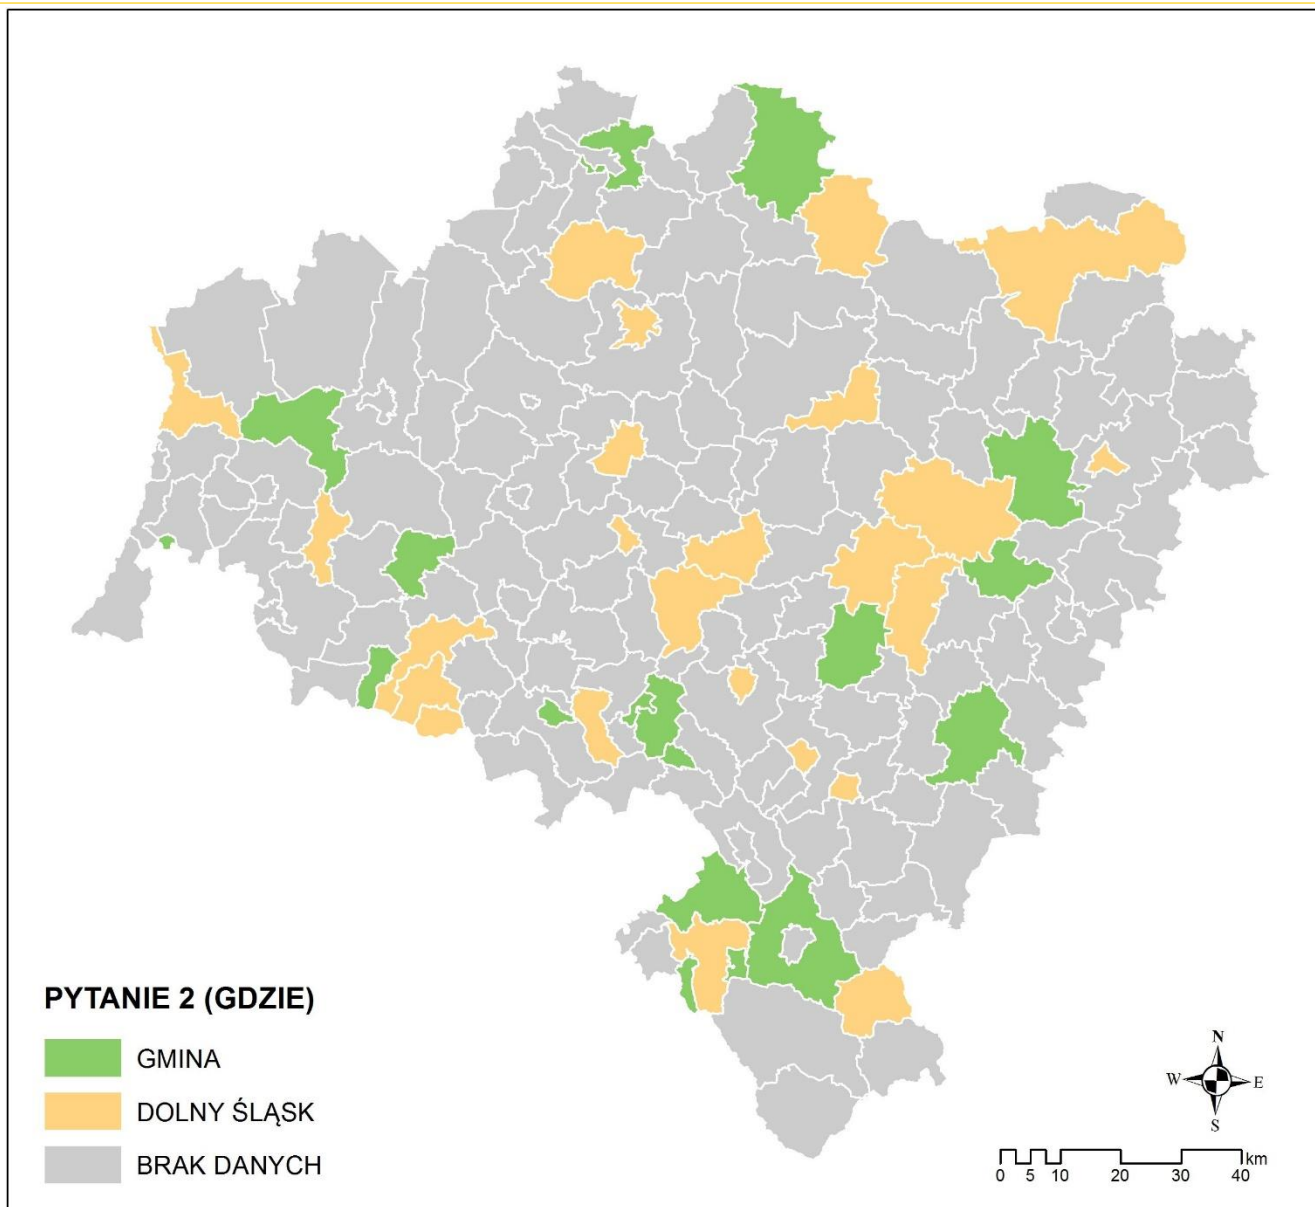 PYTANIE 2 (GDZIE)
GMINA
DOLNY ŚLĄSK
BRAK DANYCH
N
W E
S
km
0 5 10 20 30 40